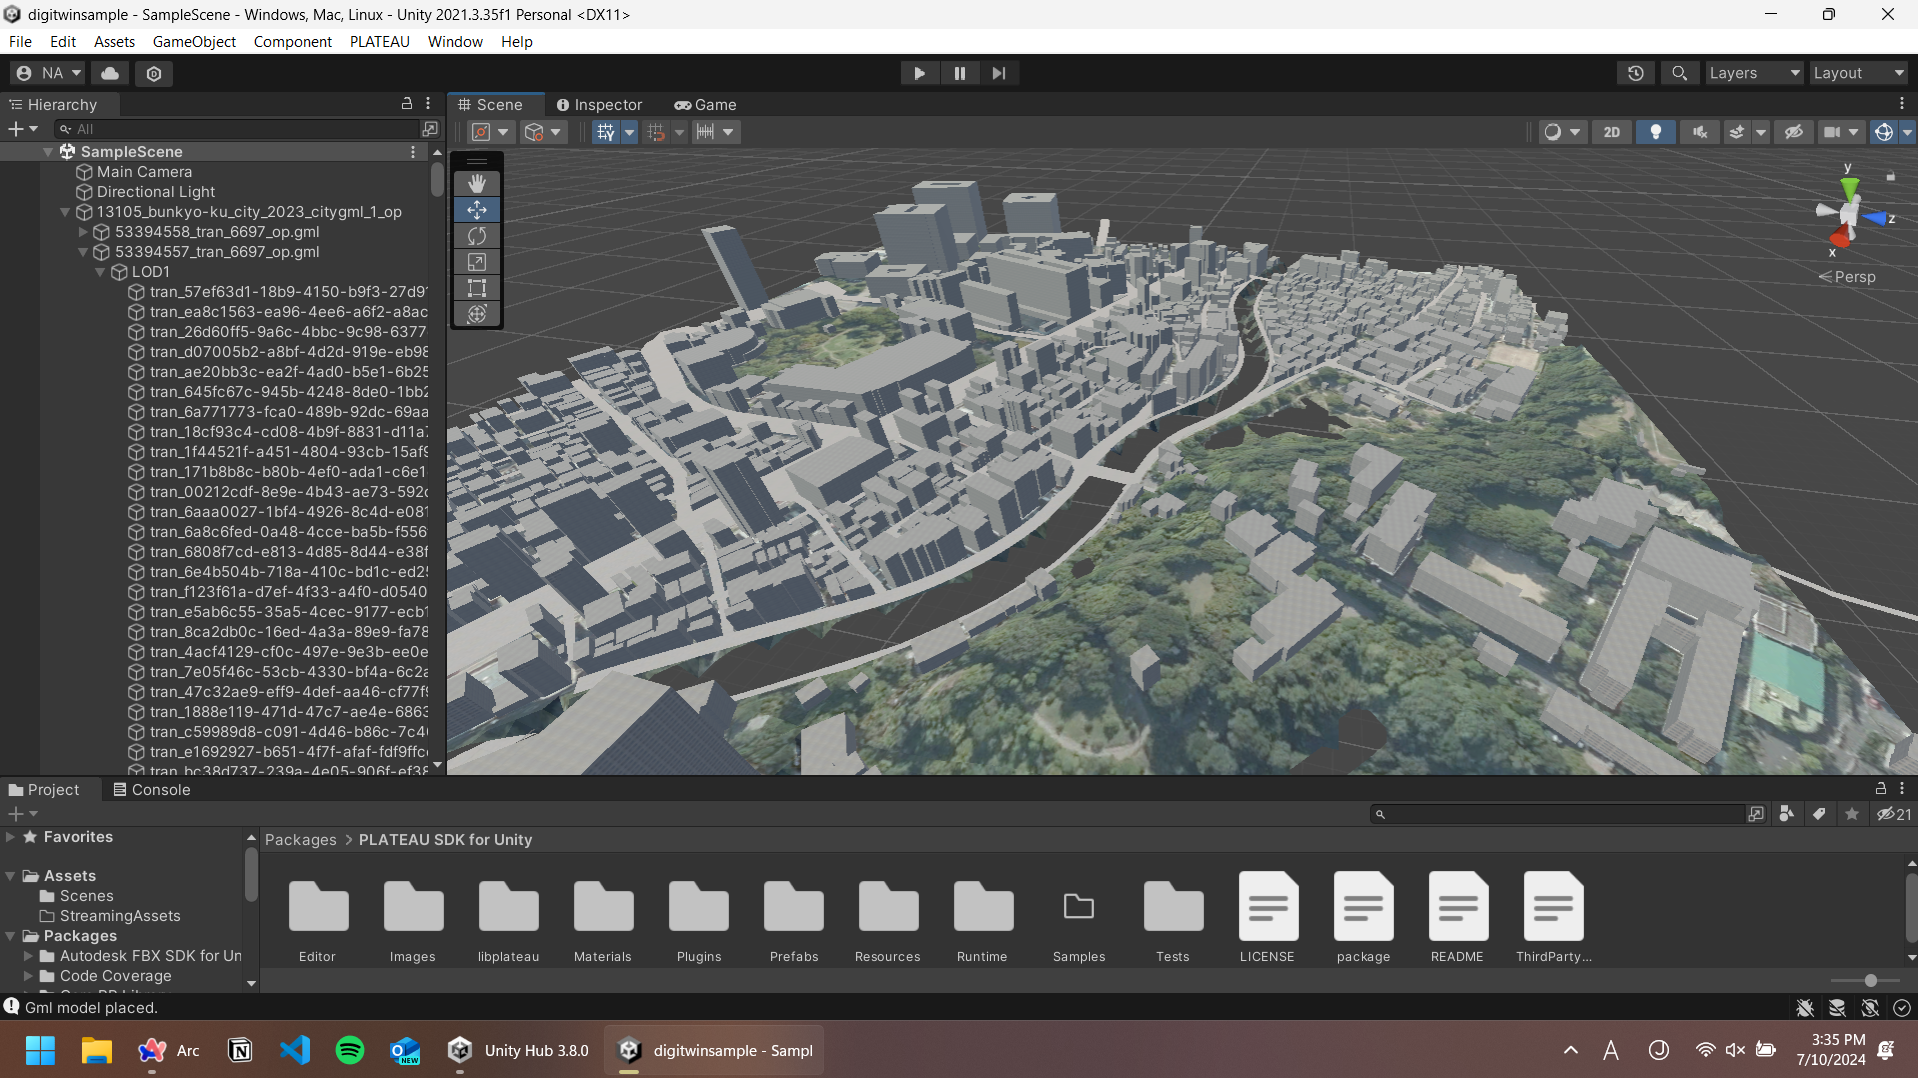 digitwinsample - SampleScene - Windows, Mac, Linux - Unity 2021.3.35f1 Personal <DX11>
File Edit Assets GameObject Component PLATEAU Window Help
NA
Layers
Layout
Hierarchy
All
SampleScene
Main Camera
Directional Light
13105_bunkyo-ku_city_2023_citygml_1_op
53394558_tran_6697_op.gml
53394557_tran_6697_op.gml
LOD1
tran_57ef63d1-18b9-4150-b9f3-27d9
tran_ea8c1563-ea96-4ee6-a6f2-a8ac
tran_26d60ff5-9a6c-4bbc-9c98-6377
tran_d07005b2-a8bf-4d2d-919e-eb98
tran_ae20bb3c-ea2f-4ad0-b5e1-6b25
tran_645fc67c-945b-4248-8de0-1bb2
tran_6a771773-fca0-489b-92dc-69aa
tran_18cf93c4-cd08-4b9f-8831-d11a
tran_1f44521f-a451-4804-93cb-15af
tran_171b8b8c-b80b-4ef0-ada1-c6e1
tran_00212cdf-8e9e-4b43-ae73-592
tran_6aaa0027-1bf4-4926-8c4d-e081
tran_6a8c6fed-0a48-4cce-ba5b-f556
tran_6808f7cd-e813-4d85-8d44-e38f
tran_6e4b504b-718a-410c-bd1c-ed25
tran_f123f61a-d7ef-4f33-a4f0-d0540
tran_e5ab6c55-35a5-4cec-9177-ecb1
tran_8ca2db0c-16ed-4a3a-89e9-fa78
tran_4acf4129-cf0c-497e-9e3b-ee0e
tran_7e05f46c-53cb-4330-bf4a-6c2a
tran_47c32ae9-eff9-4def-aa46-cf77f
tran_1888e119-471d-47c7-ae4e-6863
tran_c59989d8-c091-4d46-b86c-7c4
tran_e1692927-b651-4f7f-afaf-fdf9ffc
tran_bc38d737-239a-4e05-906f-ef38
Scene
Inspector
Game
2D
y
z
x
Persp
Project
Console
21
Favorites
Assets
Scenes
StreamingAssets
Packages
Autodesk FBX SDK for Un
Code Coverage
Packages > PLATEAU SDK for Unity
Editor
Images
libplateau
Materials
Plugins
Prefabs
Resources
Runtime
Samples
Tests
LICENSE
package
README
ThirdParty...
Gml model placed.
Arc
NEW
Unity Hub 3.8.0
digitwinsample - Sampl
A
J
3:35 PM
7/10/2024